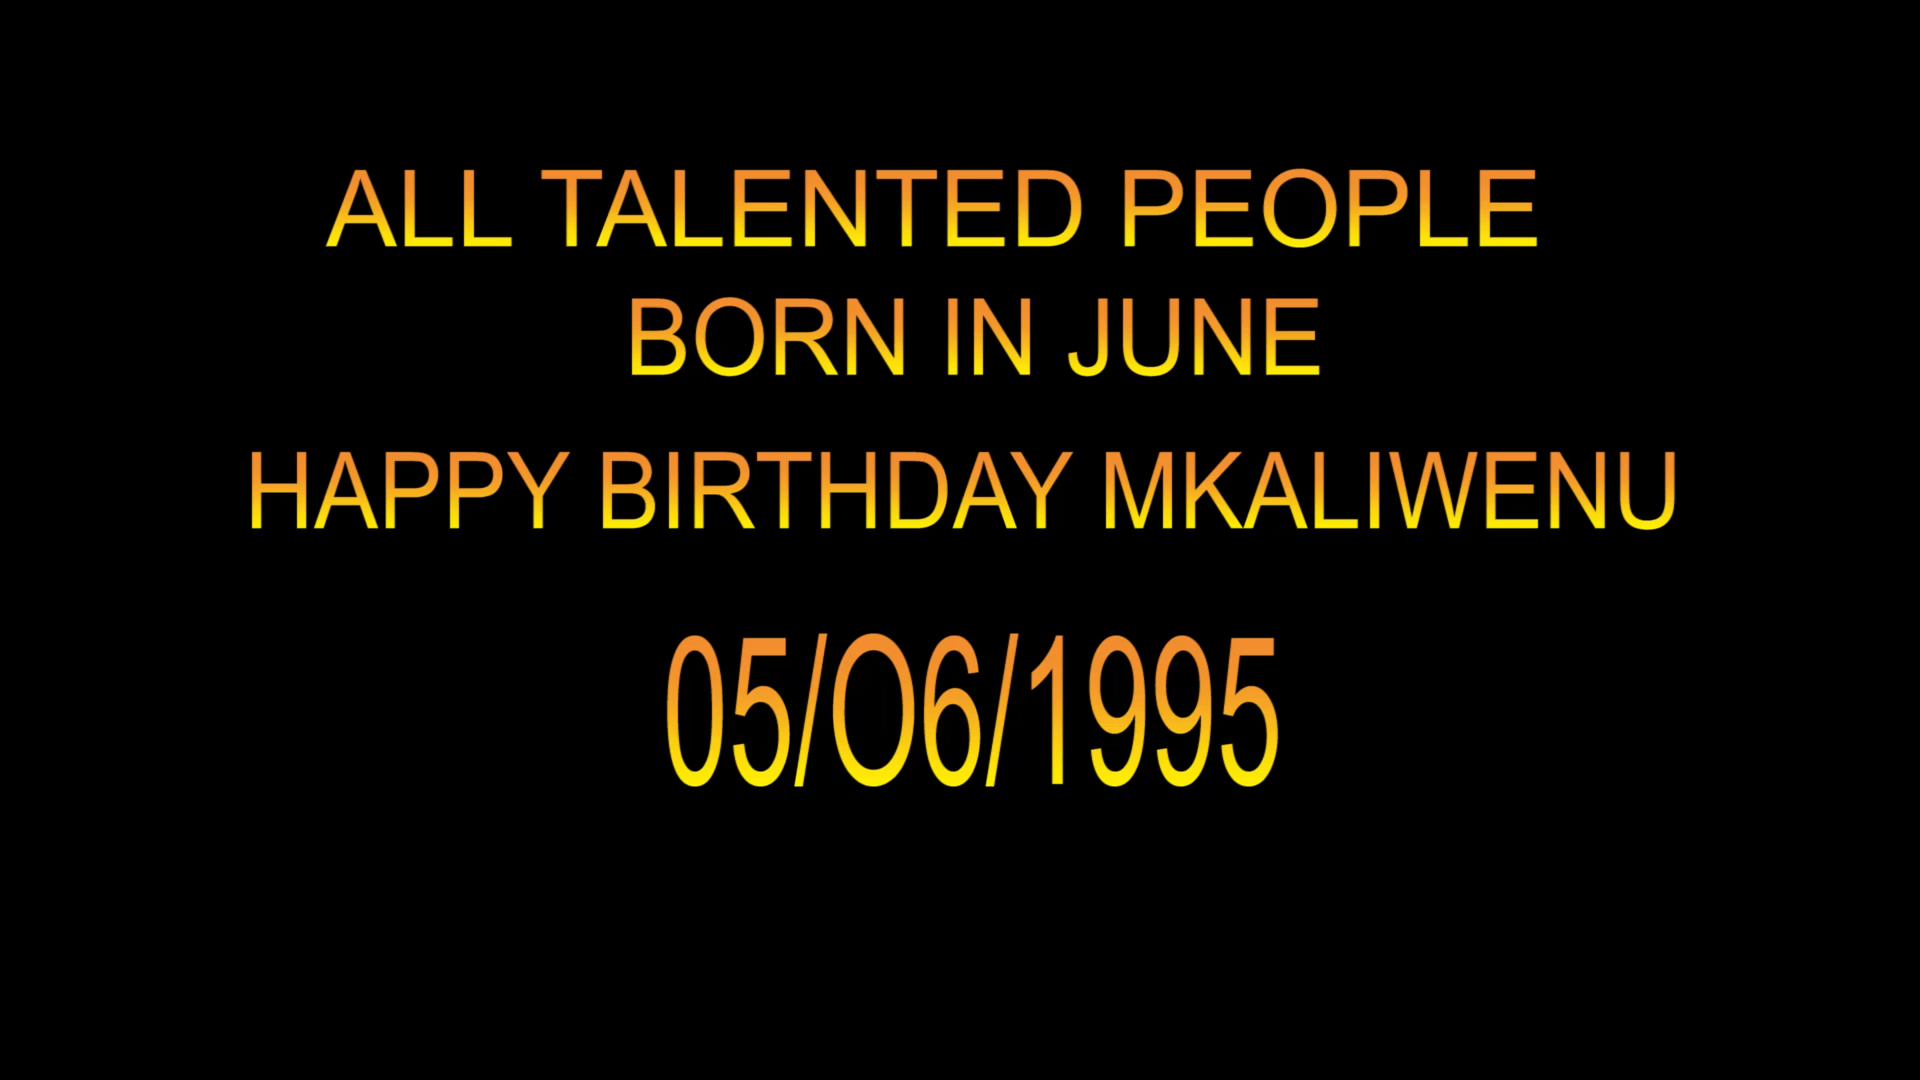 ALL TALENTED PEOPLE
BORN IN JUNE
HAPPY BIRTHDAY MKALIWENU
05/O6/1995